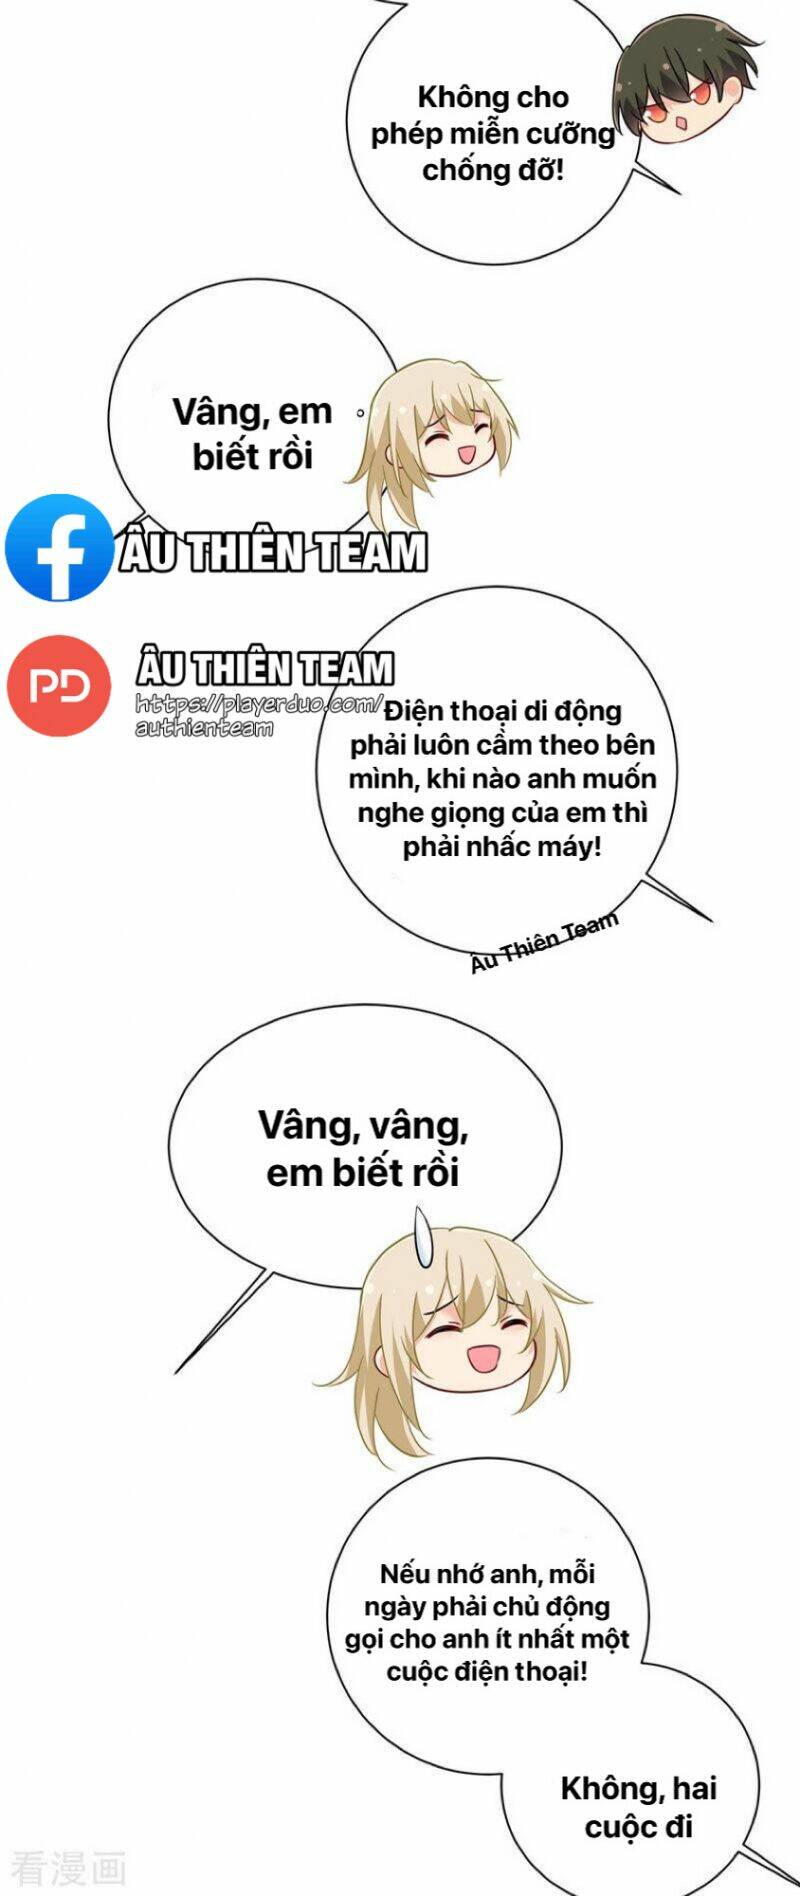 Không cho
phép miễn cưỡng
chống đỡ!
Vâng, em
biết rồi
ÂU THIÊN TEAM
PD
ÂU THIÊN TEAM
https://playerduo.com/
authienteam
Điện thoại di động
phải luôn cầm theo bên
mình, khi nào anh muốn
nghe giọng của em thì
phải nhấc máy!
Âu Thiên Team
Vâng, vâng,
em biết rồi
Nếu nhớ anh, mỗi
ngày phải chủ động
gọi cho anh ít nhất một
cuộc điện thoại!
Không, hai
cuộc đi
看漫画